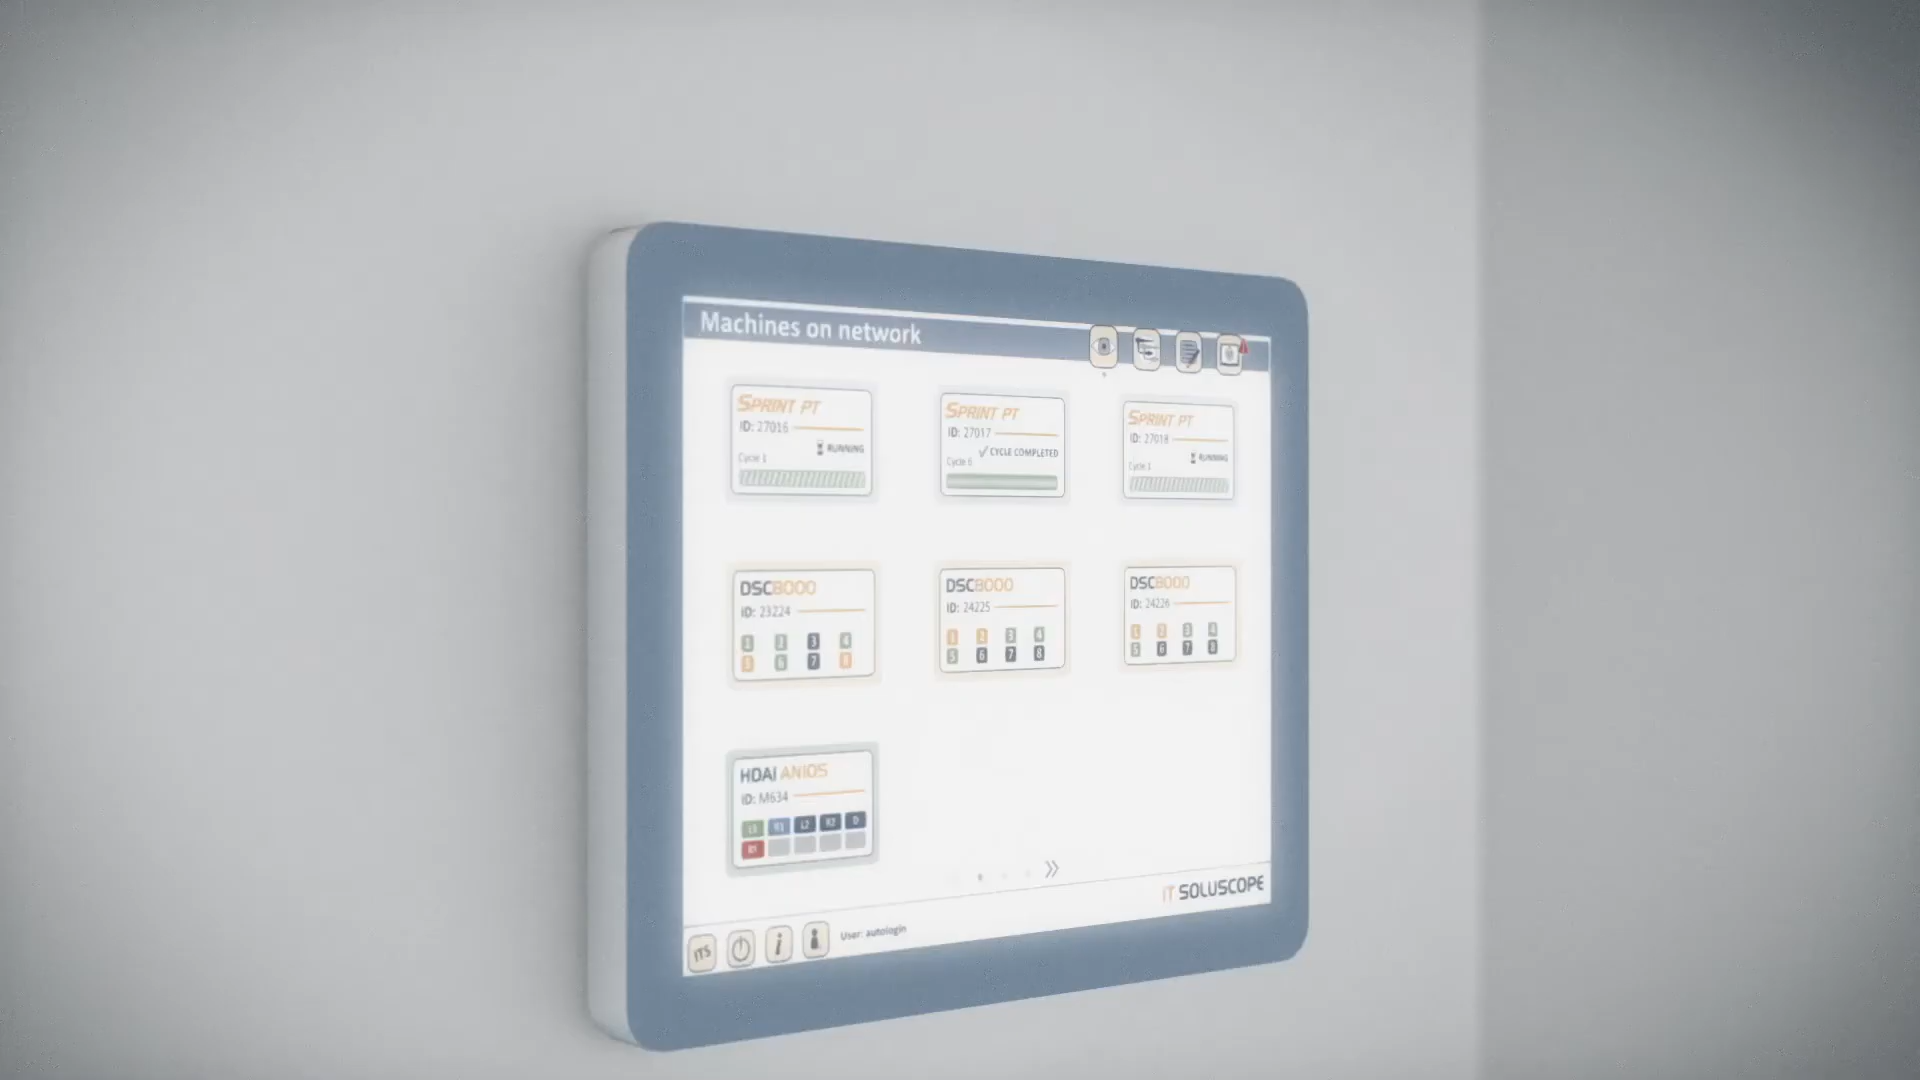 Machines on network
SPRINT PT
ID: 27016
RUNNING
Cycle 1
SPRINT PT
ID: 27017
CYCLE COMPLETED
Cycle 6
SPRINT PT
ID: 27018
RUNNING
Cycle 1
DSC8000
ID: 23224
1 2 3 4
5 6 7 8
DSC8000
ID: 24225
1 2 3 4
5 6 7 8
DSC8000
ID: 24226
1 2 3 4
5 6 7 8
HDAI ANIOS
ID: M634
L1 R1 L2 R2 D
IT SOLUSCOPE
ITS
i
User: autologin